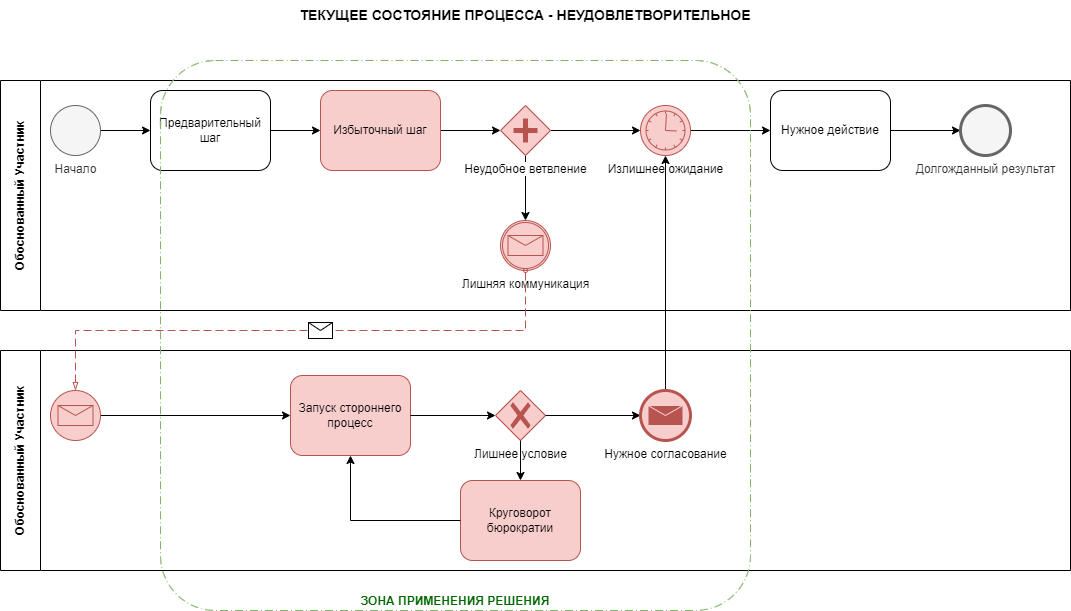 ТЕКУЩЕЕ СОСТОЯНИЕ ПРОЦЕССА - НЕУДОВЛЕТВОРИТЕЛЬНОЕ
Обоснованный Участник
Начало
Предварительный
шаг
Избыточный шаг
Неудобное ветвление
Излишнее ожидание
Нужное действие
Долгожданный результат
Лишняя коммуникация
Обоснованный Участник
Запуск стороннего
процесс
Лишнее условие
Нужное согласование
Круговорот
бюрократии
ЗОНА ПРИМЕНЕНИЯ РЕШЕНИЯ